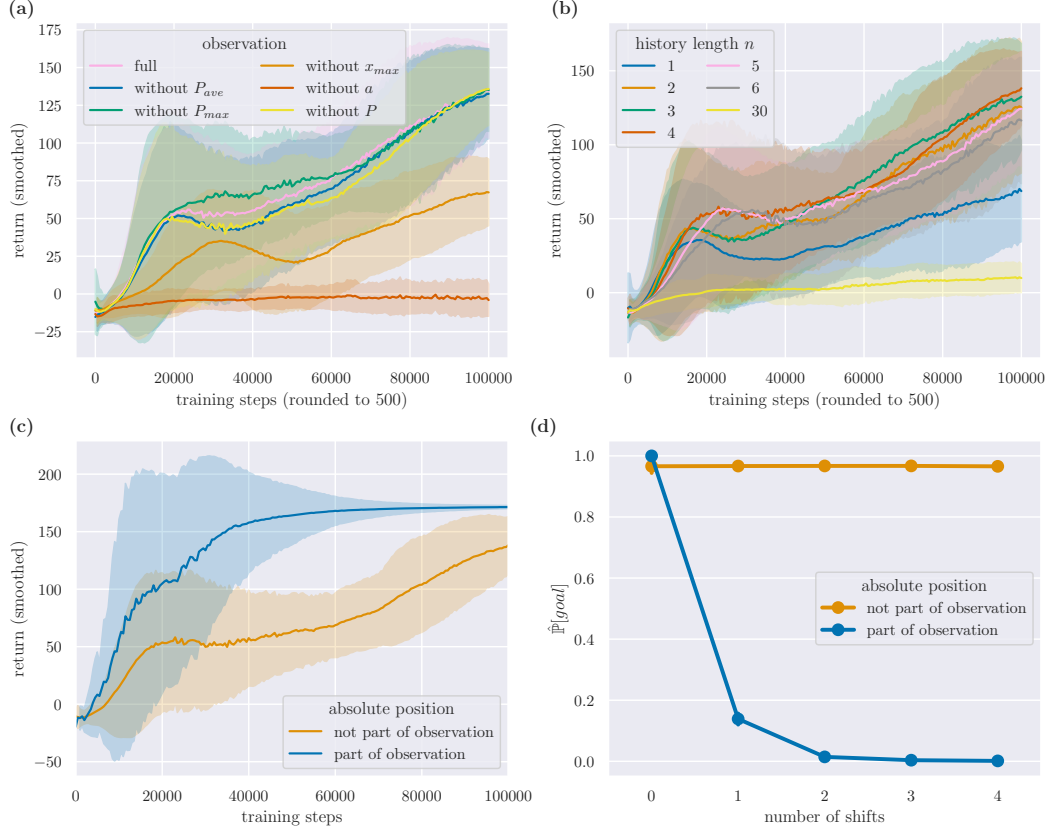 (a)
175
150
125
100
75
50
25
0
−25
return (smoothed)
observation
full
without P_ave
without P_max
without x_max
without a
without P
0
20000
40000
60000
80000
100000
training steps (rounded to 500)
(b)
150
100
50
0
return (smoothed)
history length n
1
2
3
4
5
6
30
0
20000
40000
60000
80000
100000
training steps (rounded to 500)
(c)
200
150
100
50
0
−50
return (smoothed)
absolute position
not part of observation
part of observation
0
20000
40000
60000
80000
100000
training steps
(d)
1.0
0.8
0.6
0.4
0.2
0.0
P̂[goal]
absolute position
not part of observation
part of observation
0
1
2
3
4
number of shifts